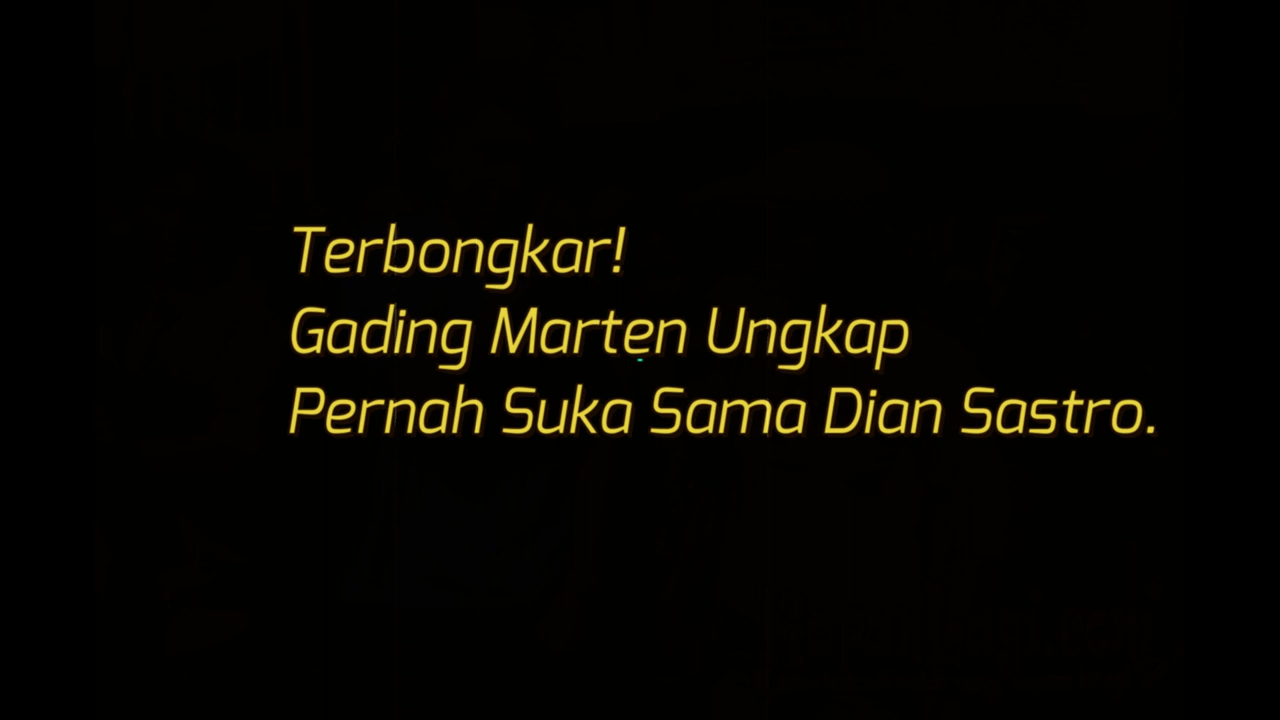 Terbongkar!
Gading Marten Ungkap
Pernah Suka Sama Dian Sastro.